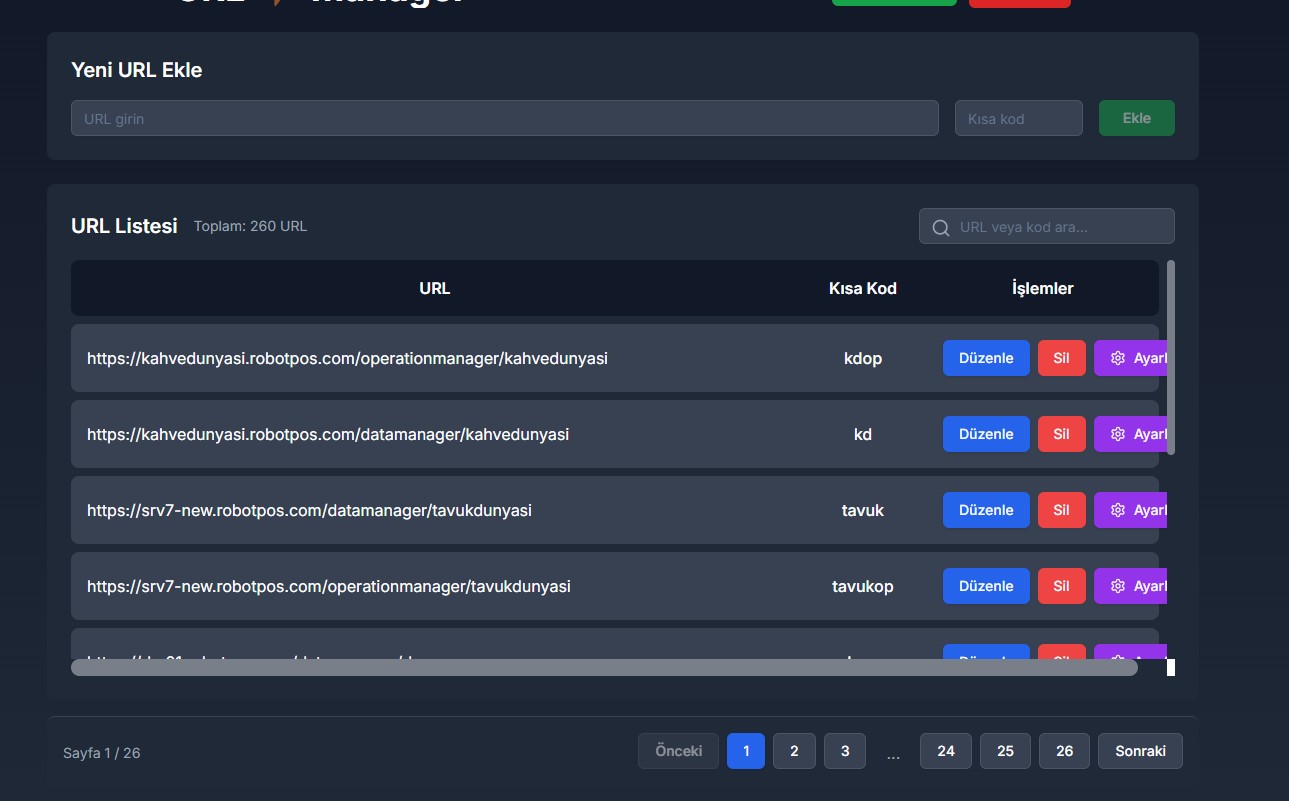 manager
Yeni URL Ekle
URL girin Kısa kod Ekle
URL Listesi Toplam: 260 URL URL veya kod ara...
URL Kısa Kod İşlemler
https://kahvedunyasi.robotpos.com/operationmanager/kahvedunyasi kdop Düzenle Sil Ayarl
https://kahvedunyasi.robotpos.com/datamanager/kahvedunyasi kd Düzenle Sil Ayarl
https://srv7-new.robotpos.com/datamanager/tavukdunyasi tavuk Düzenle Sil Ayarl
https://srv7-new.robotpos.com/operationmanager/tavukdunyasi tavukop Düzenle Sil Ayarl
Düzenle Sil
Sayfa 1 / 26 Önceki 1 2 3 ... 24 25 26 Sonraki